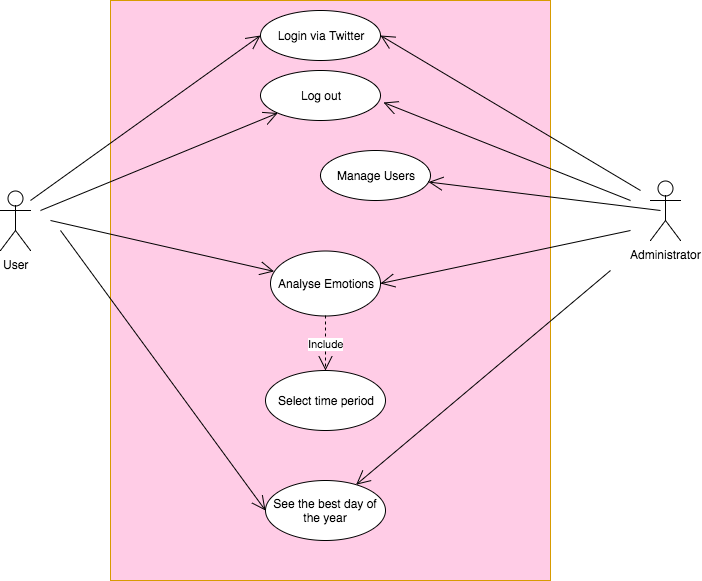 Login via Twitter
Log out
Manage Users
User
Administrator
Analyse Emotions
Include
Select time period
See the best day of
the year